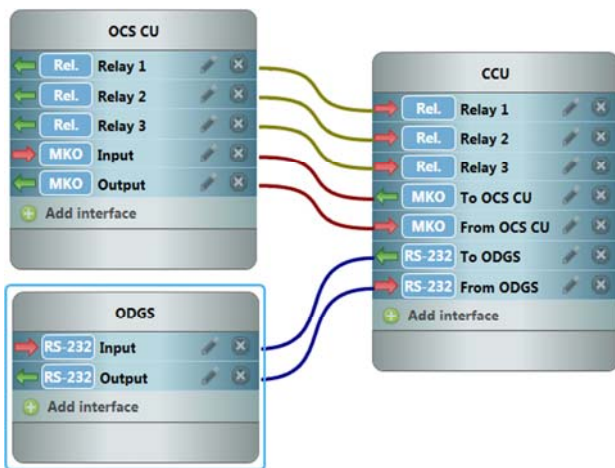 OCS CU
Rel. Relay 1
Rel. Relay 2
Rel. Relay 3
MKO Input
MKO Output
Add interface
CCU
Rel. Relay 1
Rel. Relay 2
Rel. Relay 3
MKO To OCS CU
MKO From OCS CU
RS-232 To ODGS
RS-232 From ODGS
Add interface
ODGS
RS-232 Input
RS-232 Output
Add interface